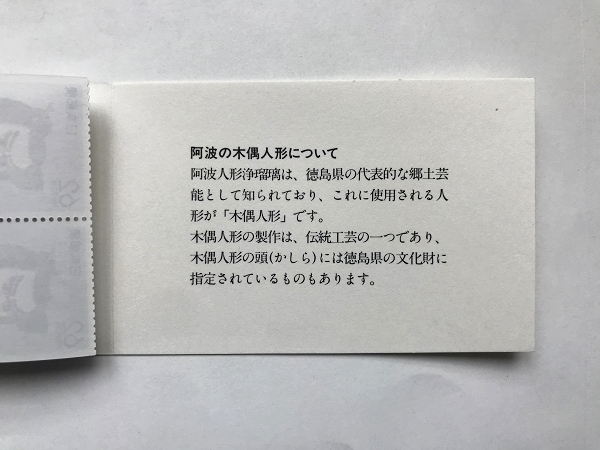 阿波の木偶人形について
阿波人形浄瑠璃は、徳島県の代表的な郷土芸
能として知られており、これに使用される人
形が「木偶人形」です。
木偶人形の製作は、伝統工芸の一つであり、
木偶人形の頭(かしら)には徳島県の文化財に
指定されているものもあります。